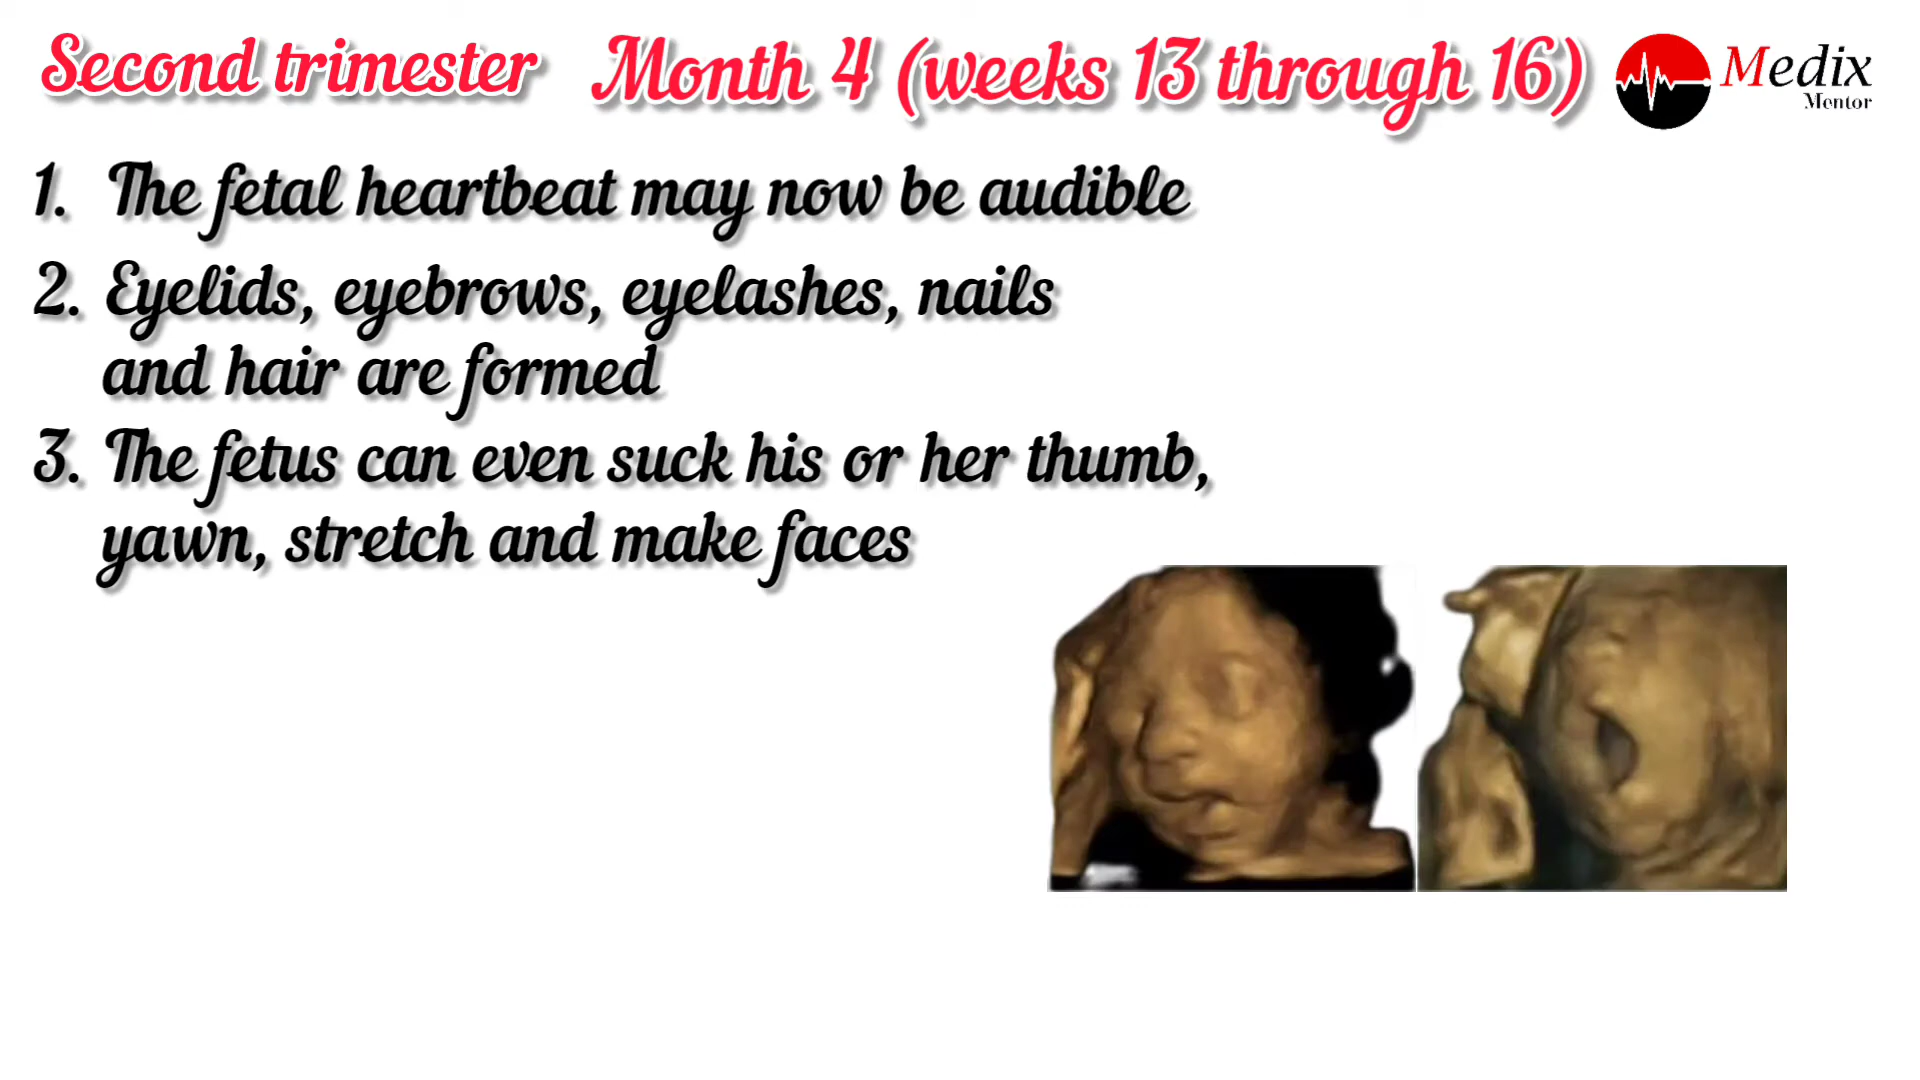 Second trimester Month 4 (weeks 13 through 16)
Medix
Mentor
1. The fetal heartbeat may now be audible
2. Eyelids, eyebrows, eyelashes, nails
and hair are formed
3. The fetus can even suck his or her thumb,
yawn, stretch and make faces